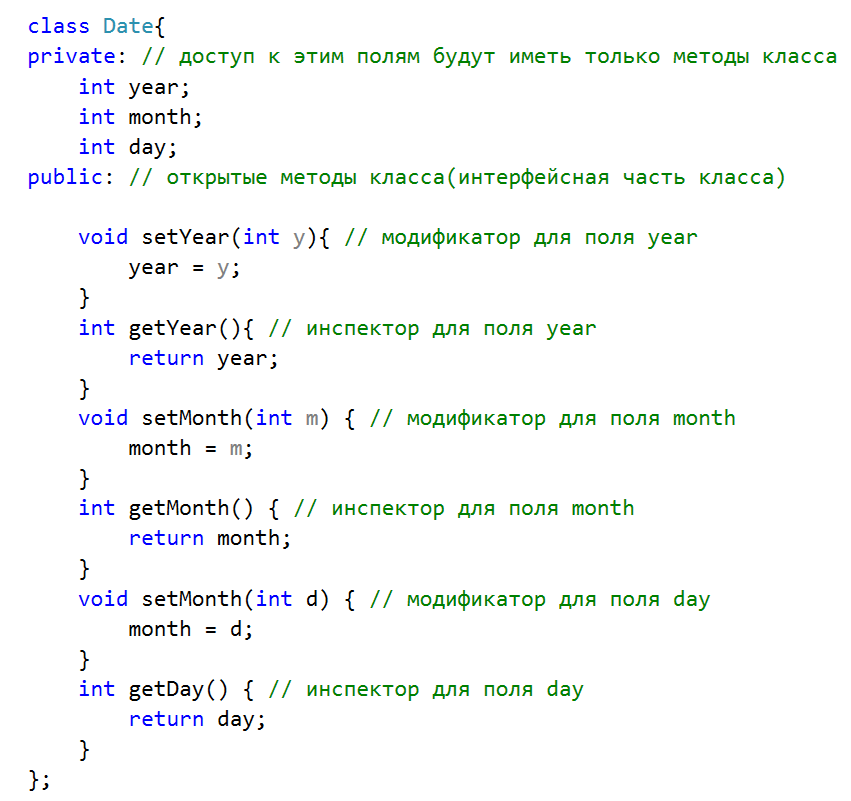 class Date{
private: // доступ к этим полям будут иметь только методы класса
    int year;
    int month;
    int day;
public: // открытые методы класса(интерфейсная часть класса)

    void setYear(int y){ // модификатор для поля year
        year = y;
    }
    int getYear(){ // инспектор для поля year
        return year;
    }
    void setMonth(int m) { // модификатор для поля month
        month = m;
    }
    int getMonth() { // инспектор для поля month
        return month;
    }
    void setMonth(int d) { // модификатор для поля day
        month = d;
    }
    int getDay() { // инспектор для поля day
        return day;
    }
};